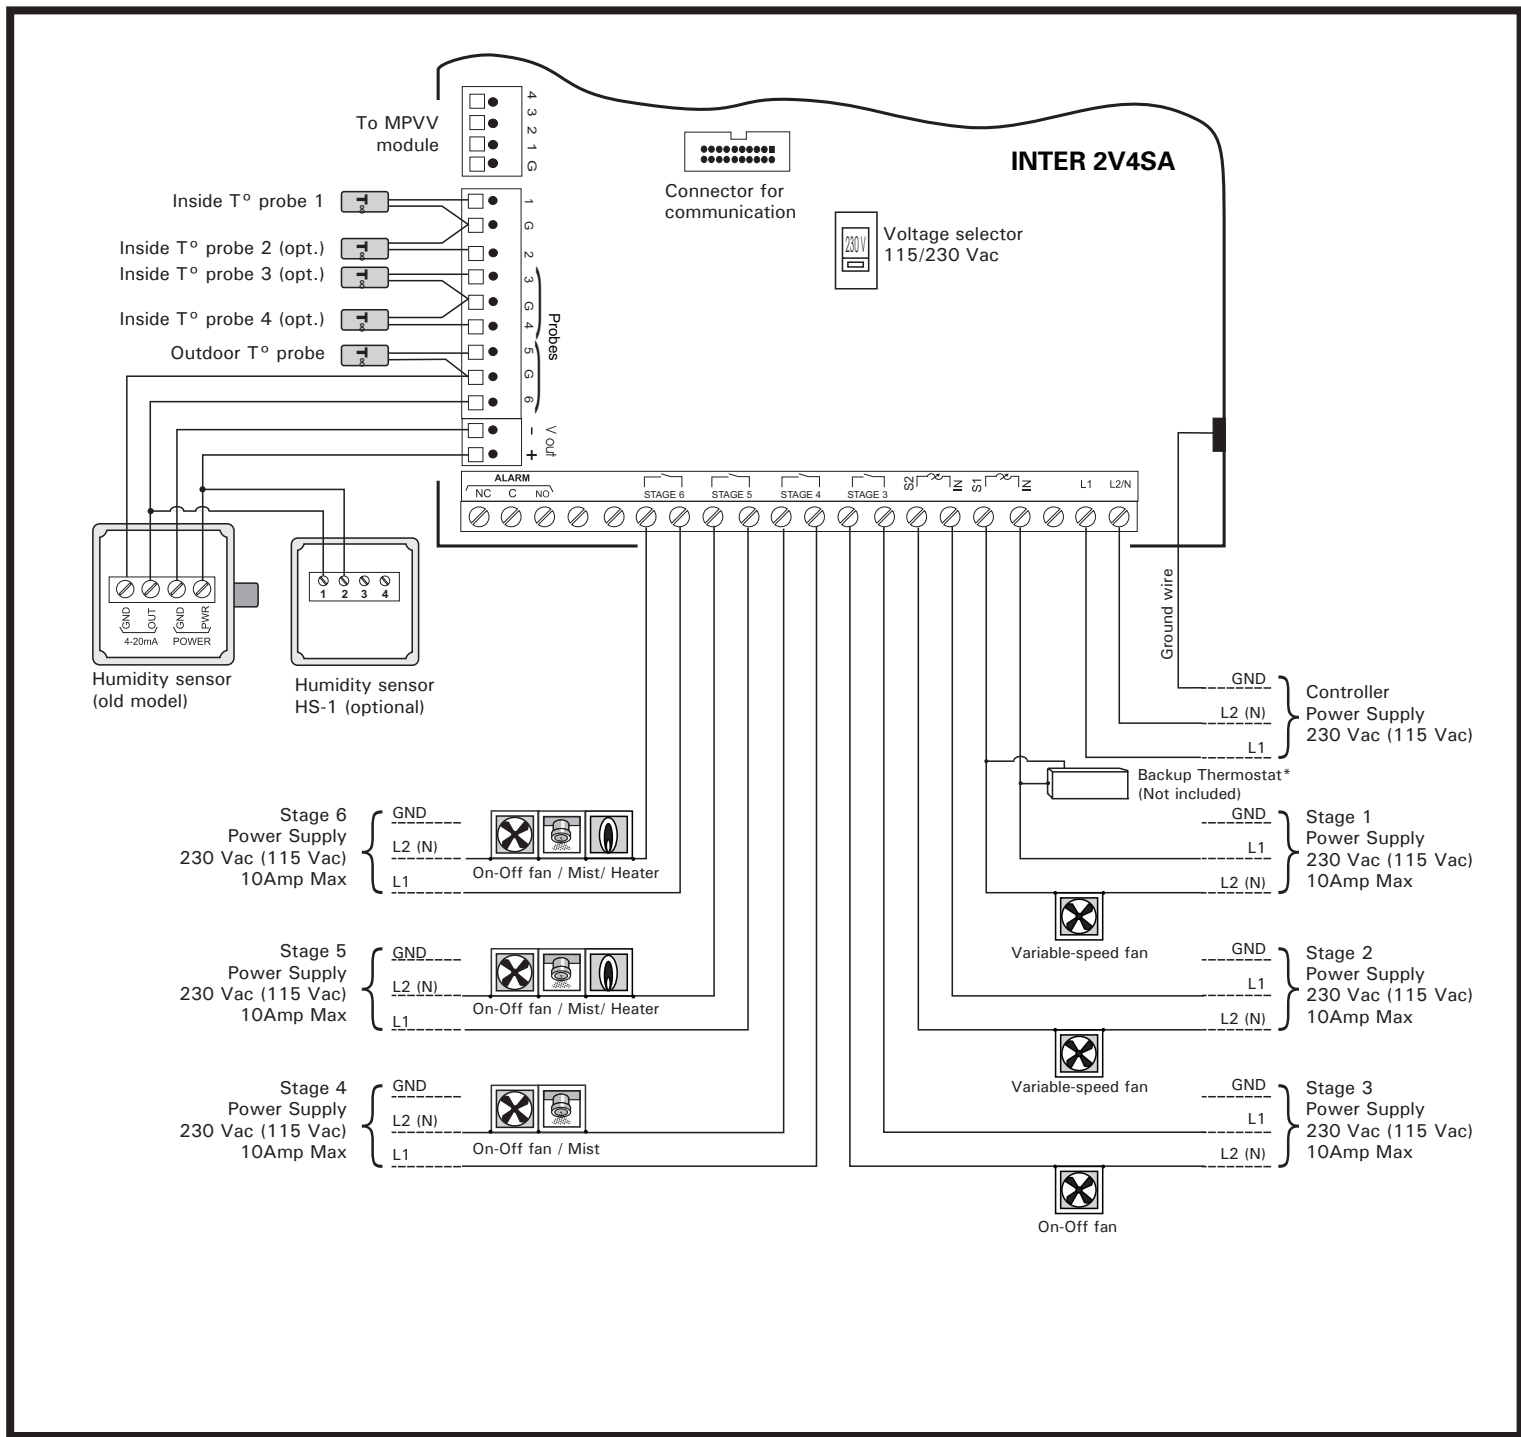 To MPVV
module
4
3
2
1
G
Connector for
communication
INTER 2V4SA
230 V
Voltage selector
115/230 Vac
Inside T° probe 1
Inside T° probe 2 (opt.)
Inside T° probe 3 (opt.)
Inside T° probe 4 (opt.)
Outdoor T° probe
T°
T°
T°
T°
T°
1
G
2
3
G
4
5
G
6
Probes
-
+
V out
ALARM
NC C NO
STAGE 6
STAGE 5
STAGE 4
STAGE 3
S2
IN
S1
IN
L1
L2/N
GND
OUT
GND
PWR
4-20mA
POWER
Humidity sensor
(old model)
1 2 3 4
Humidity sensor
HS-1 (optional)
Ground wire
GND
L2 (N)
L1
Controller
Power Supply
230 Vac (115 Vac)
Backup Thermostat*
(Not included)
Stage 6
Power Supply
230 Vac (115 Vac)
10Amp Max
GND
L2 (N)
L1
On-Off fan / Mist/ Heater
GND
L1
L2 (N)
Stage 1
Power Supply
230 Vac (115 Vac)
10Amp Max
Variable-speed fan
Stage 5
Power Supply
230 Vac (115 Vac)
10Amp Max
GND
L2 (N)
L1
On-Off fan / Mist/ Heater
GND
L1
L2 (N)
Stage 2
Power Supply
230 Vac (115 Vac)
10Amp Max
Variable-speed fan
Stage 4
Power Supply
230 Vac (115 Vac)
10Amp Max
GND
L2 (N)
L1
On-Off fan / Mist
GND
L1
L2 (N)
Stage 3
Power Supply
230 Vac (115 Vac)
10Amp Max
On-Off fan